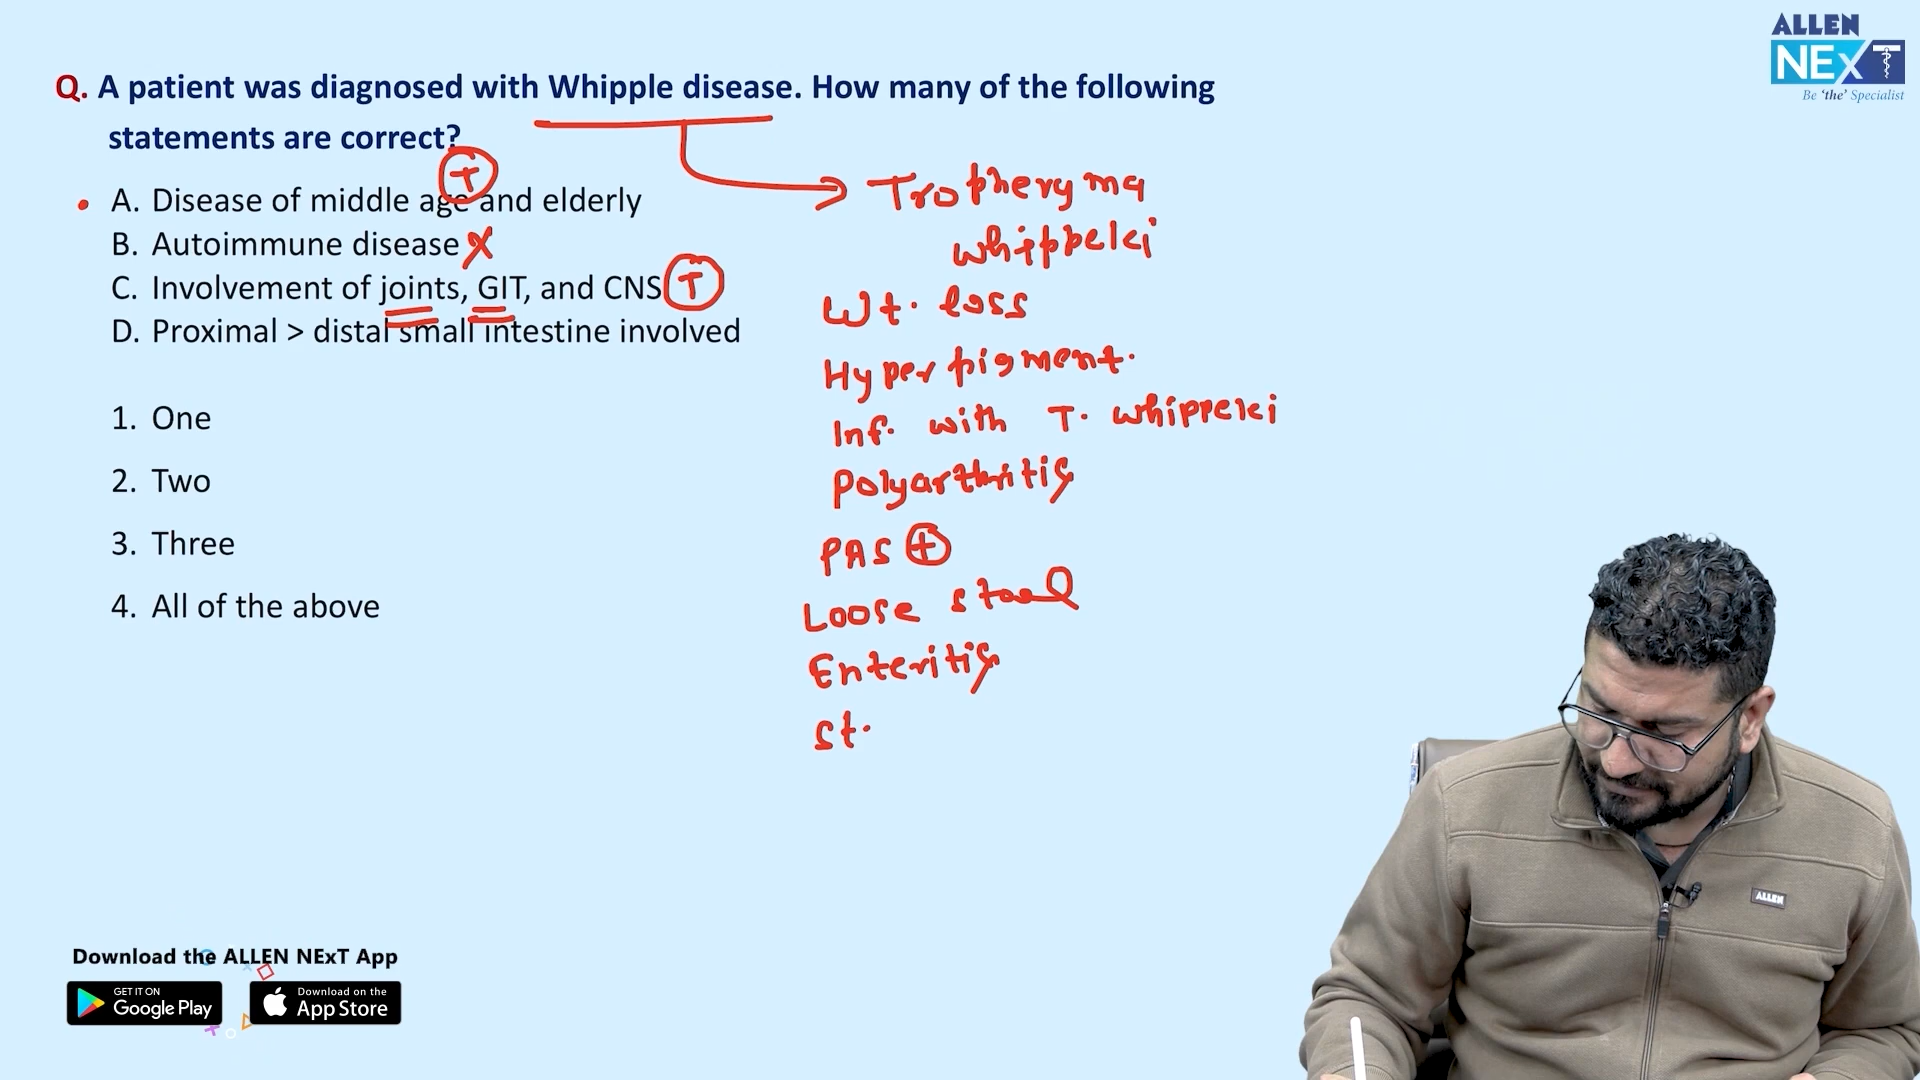 ALLEN
NExT
Be 'the' Specialist
Q. A patient was diagnosed with Whipple disease. How many of the following
statements are correct?
T
A. Disease of middle age and elderly
B. Autoimmune disease X
C. Involvement of joints, GIT, and CNS T
D. Proximal > distal small intestine involved
1. One
2. Two
3. Three
4. All of the above
Tropheryma
whippelei
Wt. loss
Hyperpigment.
Inf. with T. whippelei
Polyarthritis
PAS +
Loose stool
Enteritis
St.
ALLEN
Download the ALLEN NExT App
GET IT ON
Google Play
Download on the
App Store